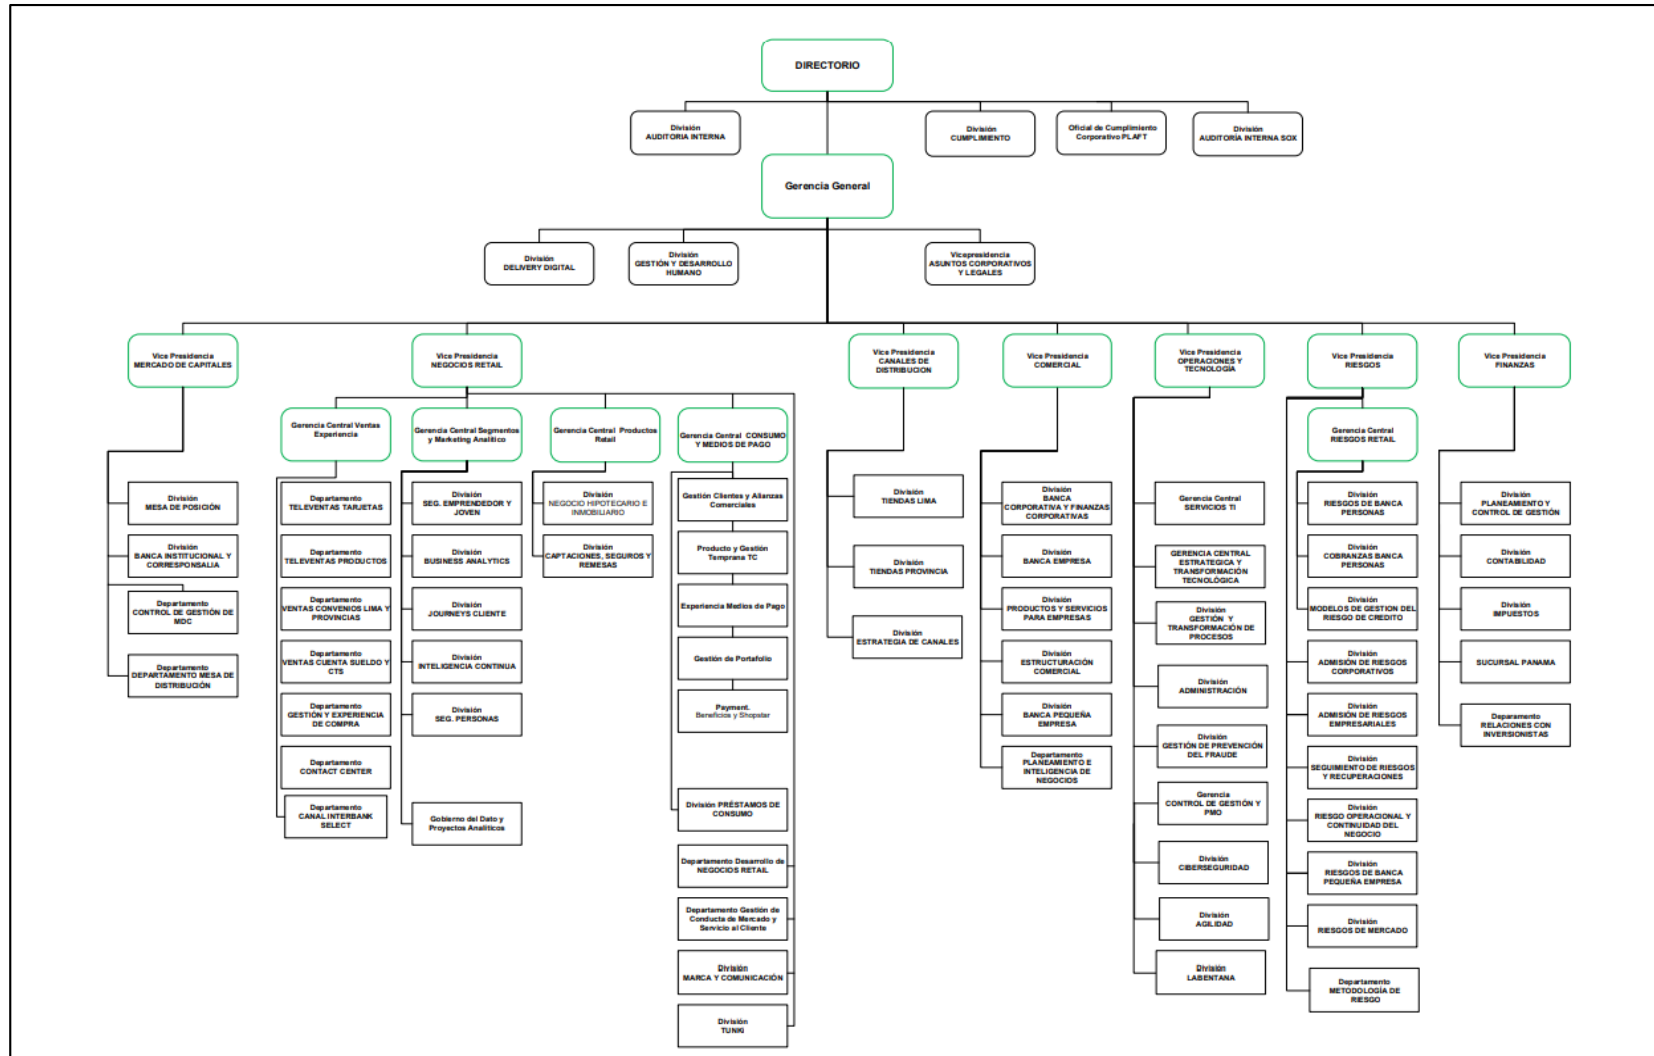 DIRECTORIO
División
AUDITORIA INTERNA
División
CUMPLIMIENTO
Oficial de Cumplimiento
Corporativo PLAFT
División
AUDITORÍA INTERNA SOX
Gerencia General
División
DELIVERY DIGITAL
División
GESTIÓN Y DESARROLLO
HUMANO
Vicepresidencia
ASUNTOS CORPORATIVOS
Y LEGALES
Vice Presidencia
MERCADO DE CAPITALES
Vice Presidencia
NEGOCIOS RETAIL
Vice Presidencia
CANALES DE
DISTRIBUCION
Vice Presidencia
COMERCIAL
Vice Presidencia
OPERACIONES Y
TECNOLOGÍA
Vice Presidencia
RIESGOS
Vice Presidencia
FINANZAS
Gerencia Central Ventas
Experiencia
Gerencia Central Segmentos
y Marketing Analítico
Gerencia Central Productos
Retail
Gerencia Central CONSUMO
Y MEDIOS DE PAGO
Gerencia Central
RIESGOS RETAIL
División
MESA DE POSICIÓN
División
BANCA INSTITUCIONAL Y
CORRESPONSALIA
Departamento
CONTROL DE GESTIÓN DE
MDC
Departamento
DEPARTAMENTO MESA DE
DISTRIBUCIÓN
Departamento
TELEVENTAS TARJETAS
Departamento
TELEVENTAS PRODUCTOS
Departamento
VENTAS CONVENIOS LIMA Y
PROVINCIAS
Departamento
VENTAS CUENTA SUELDO Y
CTS
Departamento
GESTIÓN Y EXPERIENCIA
DE COMPRA
Departamento
CONTACT CENTER
Departamento
CANAL INTERBANK
SELECT
División
SEG. EMPRENDEDOR Y
JOVEN
División
BUSINESS ANALYTICS
División
JOURNEYS CLIENTE
División
INTELIGENCIA CONTINUA
División
SEG. PERSONAS
Gobierno del Dato y
Proyectos Analíticos
División
NEGOCIO HIPOTECARIO E
INMOBILIARIO
División
CAPTACIONES, SEGUROS Y
REMESAS
Gestión Clientes y Alianzas
Comerciales
Producto y Gestión
Temprana TC
Experiencia Medios de Pago
Gestión de Portafolio
Payment.
Beneficios y Shopstar
División PRÉSTAMOS DE
CONSUMO
Departamento Desarrollo de
NEGOCIOS RETAIL
Departamento Gestión de
Conducta de Mercado y
Servicio al Cliente
División
MARCA Y COMUNICACIÓN
División
TUNKi
División
TIENDAS LIMA
División
TIENDAS PROVINCIA
División
ESTRATEGIA DE CANALES
División
BANCA
CORPORATIVA Y FINANZAS
CORPORATIVAS
División
BANCA EMPRESA
División
PRODUCTOS Y SERVICIOS
PARA EMPRESAS
División
ESTRUCTURACIÓN
COMERCIAL
División
BANCA PEQUEÑA
EMPRESA
Departamento
PLANEAMIENTO E
INTELIGENCIA DE
NEGOCIOS
Gerencia Central
SERVICIOS TI
GERENCIA CENTRAL
ESTRATEGICA Y
TRANSFORMACIÓN
TECNOLÓGICA
División
GESTIÓN Y
TRANSFORMACIÓN DE
PROCESOS
División
ADMINISTRACIÓN
División
GESTIÓN DE PREVENCIÓN
DEL FRAUDE
Gerencia
CONTROL DE GESTIÓN Y
PMO
División
CIBERSEGURIDAD
División
AGILIDAD
División
LABENTANA
División
RIESGOS DE BANCA
PERSONAS
División
COBRANZAS BANCA
PERSONAS
División
MODELOS DE GESTION DEL
RIESGO DE CREDITO
División
ADMISIÓN DE RIESGOS
CORPORATIVOS
División
ADMISIÓN DE RIESGOS
EMPRESARIALES
División
SEGUIMIENTO DE RIESGOS
Y RECUPERACIONES
División
RIESGO OPERACIONAL Y
CONTINUIDAD DEL
NEGOCIO
División
RIESGOS DE BANCA
PEQUEÑA EMPRESA
División
RIESGOS DE MERCADO
Departamento
METODOLOGÍA DE
RIESGO
División
PLANEAMIENTO Y
CONTROL DE GESTIÓN
División
CONTABILIDAD
División
IMPUESTOS
SUCURSAL PANAMA
Deparamento
RELACIONES CON
INVERSIONISTAS